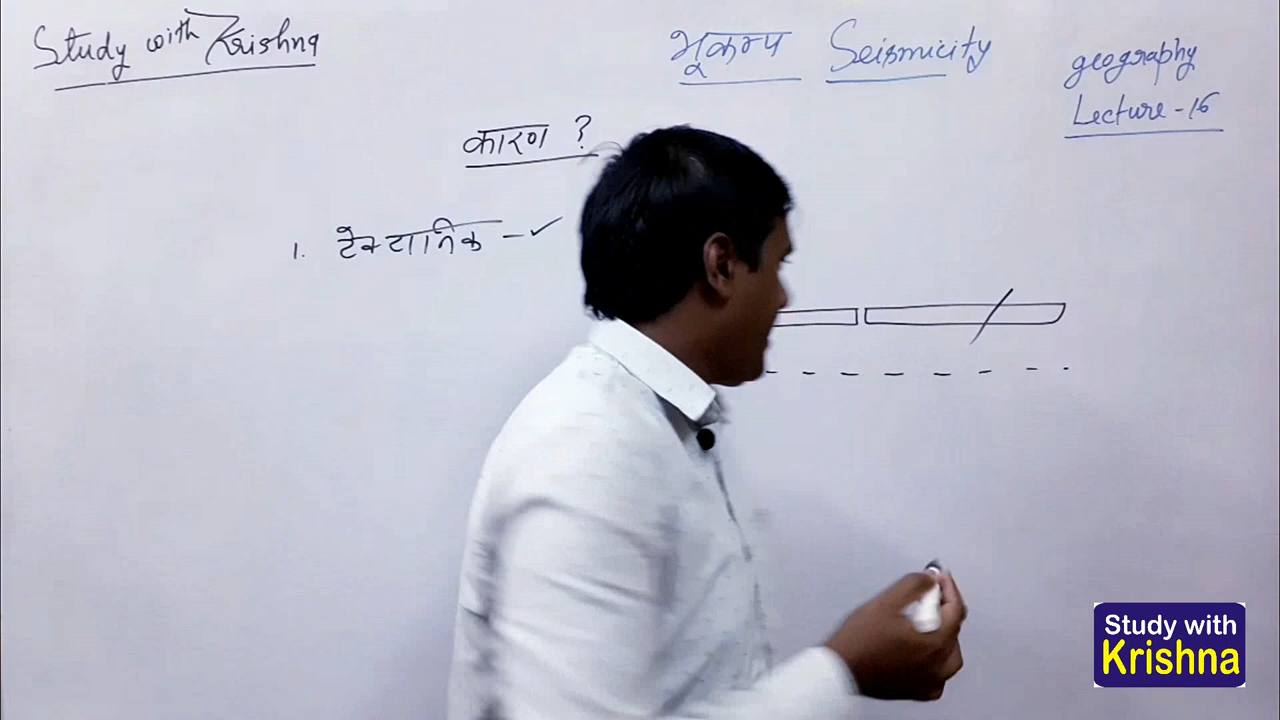 Study with Krishna
भूकम्प Seismicity
geography
Lecture-16
कारण ?
1. टेक्टानिक - ✓
Study with
Krishna